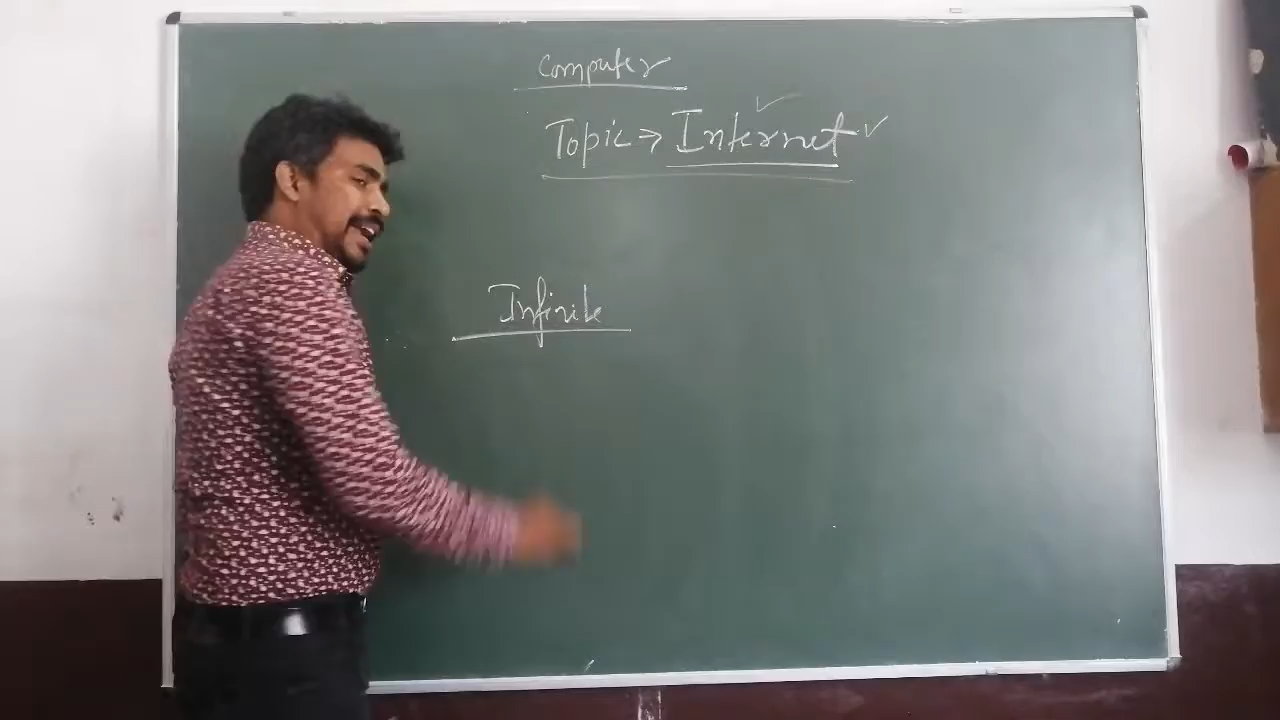 Computer
Topic → Internet
Infinite